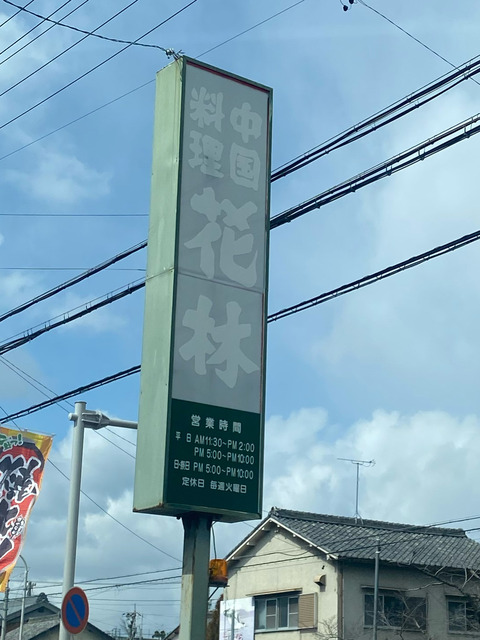 中国
料理
花林
営業時間
平 日 AM11:30~PM 2:00
PM 5:00~PM10:00
日・祭日 PM 5:00~PM10:00
定休日 毎週火曜日